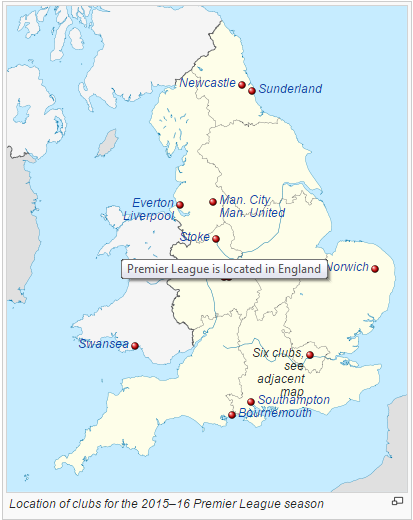 Newcastle
Sunderland
Everton
Liverpool
Man. City
Man. United
Stoke
Premier League is located in England
Norwich
Swansea
Six clubs,
see
adjacent
map
Southampton
Bournemouth
Location of clubs for the 2015–16 Premier League season